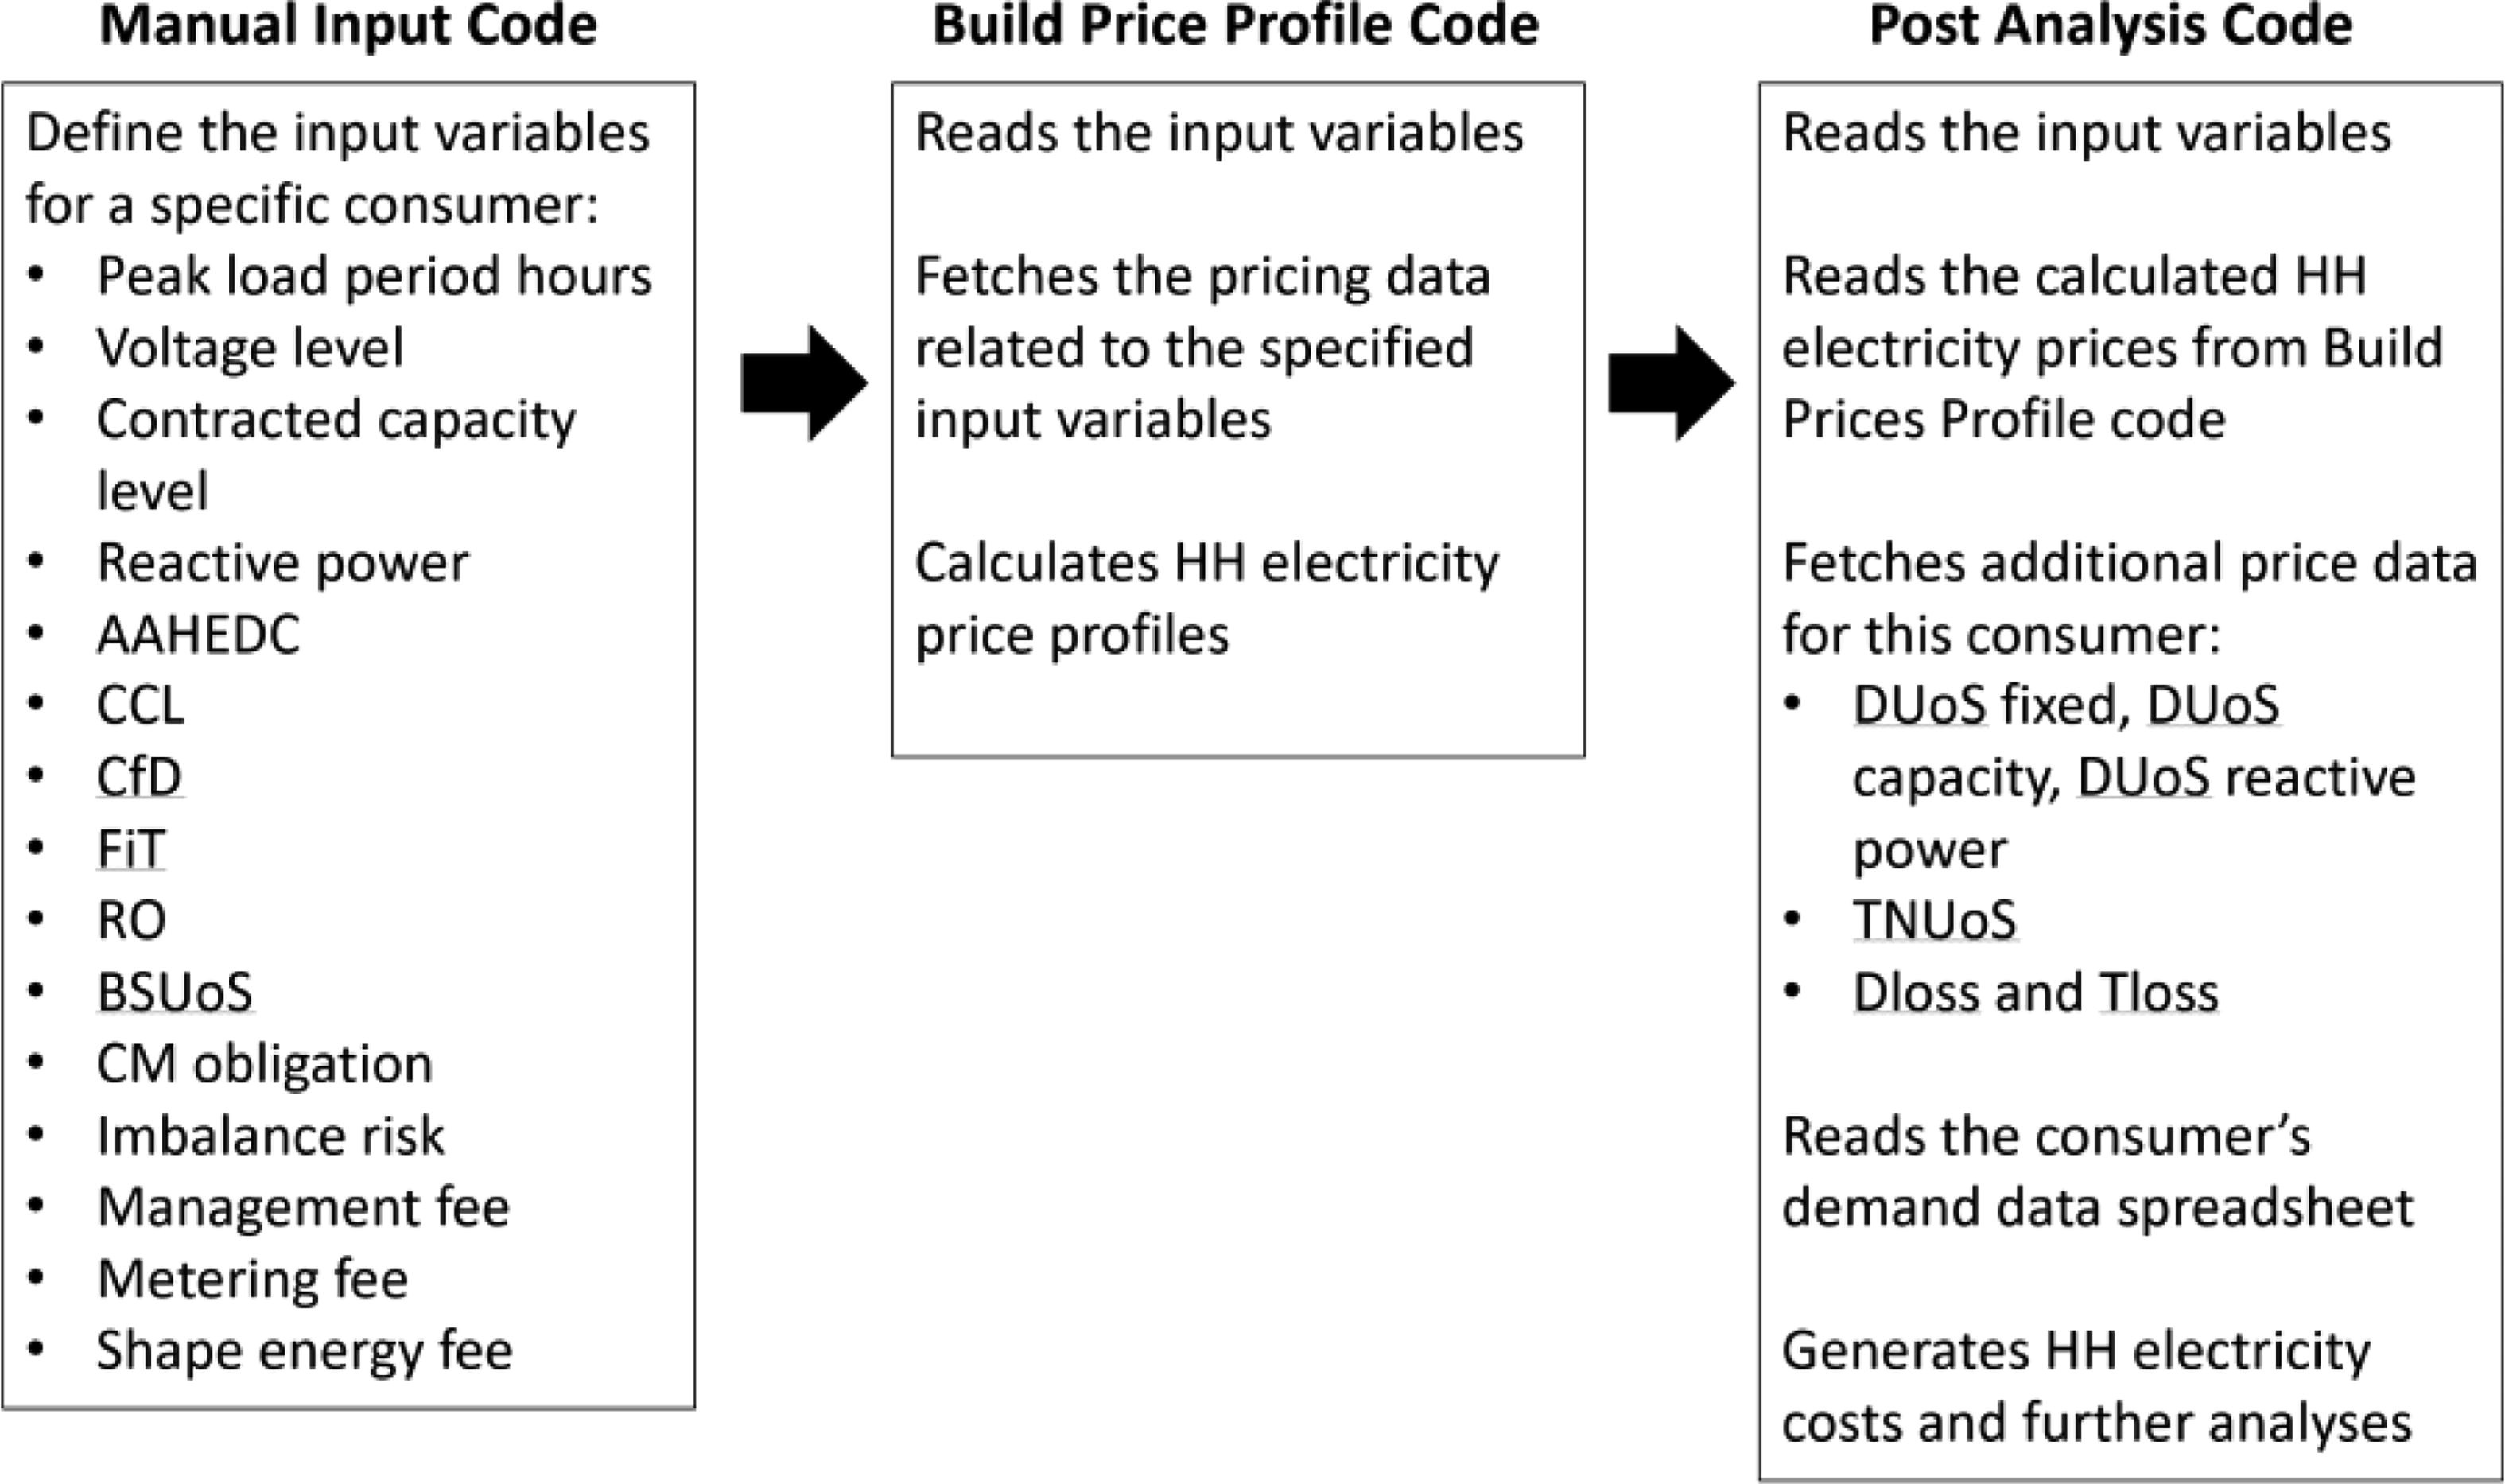 Manual Input Code
Define the input variables
for a specific consumer:
• Peak load period hours
• Voltage level
• Contracted capacity
level
• Reactive power
• AAHEDC
• CCL
• CfD
• FiT
• RO
• BSUoS
• CM obligation
• Imbalance risk
• Management fee
• Metering fee
• Shape energy fee
Build Price Profile Code
Reads the input variables
Fetches the pricing data
related to the specified
input variables
Calculates HH electricity
price profiles
Post Analysis Code
Reads the input variables
Reads the calculated HH
electricity prices from Build
Prices Profile code
Fetches additional price data
for this consumer:
• DUoS fixed, DUoS
capacity, DUoS reactive
power
• TNUoS
• Dloss and Tloss
Reads the consumer’s
demand data spreadsheet
Generates HH electricity
costs and further analyses